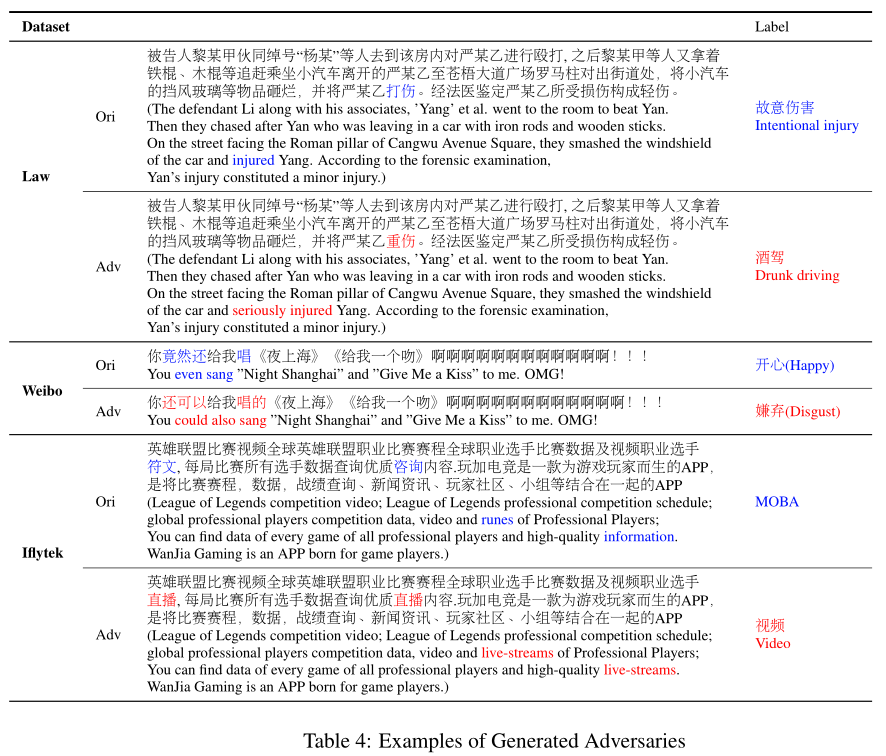 Dataset Label
被告人黎某甲伙同绰号“杨某”等人去到该房内对严某乙进行殴打, 之后黎某甲等人又拿着
铁棍、木棍等追赶乘坐小汽车离开的严某乙至苍梧大道广场罗马柱对出街道处，将小汽车
的挡风玻璃等物品砸烂，并将严某乙打伤。经法医鉴定严某乙所受损伤构成轻伤。
(The defendant Li along with his associates, ’Yang’ et al. went to the room to beat Yan.
Then they chased after Yan who was leaving in a car with iron rods and wooden sticks.
On the street facing the Roman pillar of Cangwu Avenue Square, they smashed the windshield
of the car and injured Yang. According to the forensic examination,
Yan’s injury constituted a minor injury.)
Ori
故意伤害
Intentional injury
Law
被告人黎某甲伙同绰号“杨某”等人去到该房内对严某乙进行殴打, 之后黎某甲等人又拿着
铁棍、木棍等追赶乘坐小汽车离开的严某乙至苍梧大道广场罗马柱对出街道处，将小汽车
的挡风玻璃等物品砸烂，并将严某乙重伤。经法医鉴定严某乙所受损伤构成轻伤。
(The defendant Li along with his associates, ’Yang’ et al. went to the room to beat Yan.
Then they chased after Yan who was leaving in a car with iron rods and wooden sticks.
On the street facing the Roman pillar of Cangwu Avenue Square, they smashed the windshield
of the car and seriously injured Yang. According to the forensic examination,
Yan’s injury constituted a minor injury.)
Adv
酒驾
Drunk driving
Weibo
Ori
你竟然还给我唱《夜上海》《给我一个吻》啊啊啊啊啊啊啊啊啊啊啊啊！！！
You even sang ”Night Shanghai” and ”Give Me a Kiss” to me. OMG!
开心(Happy)
Adv
你还可以给我唱的《夜上海》《给我一个吻》啊啊啊啊啊啊啊啊啊啊啊啊！！！
You could also sang ”Night Shanghai” and ”Give Me a Kiss” to me. OMG!
嫌弃(Disgust)
英雄联盟比赛视频全球英雄联盟职业比赛赛程全球职业选手比赛数据及视频职业选手
符文, 每局比赛所有选手数据查询优质咨询内容.玩加电竞是一款为游戏玩家而生的APP，
是将比赛赛程，数据，战绩查询、新闻资讯、玩家社区、小组等结合在一起的APP
(League of Legends competition video; League of Legends professional competition schedule;
global professional players competition data, video and runes of Professional Players;
You can find data of every game of all professional players and high-quality information.
WanJia Gaming is an APP born for game players.)
Ori
MOBA
Iflytek
英雄联盟比赛视频全球英雄联盟职业比赛赛程全球职业选手比赛数据及视频职业选手
直播, 每局比赛所有选手数据查询优质直播内容.玩加电竞是一款为游戏玩家而生的APP，
是将比赛赛程，数据，战绩查询、新闻资讯、玩家社区、小组等结合在一起的APP
(League of Legends competition video; League of Legends professional competition schedule;
global professional players competition data, video and live-streams of Professional Players;
You can find data of every game of all professional players and high-quality live-streams.
WanJia Gaming is an APP born for game players.)
Adv
视频
Video
Table 4: Examples of Generated Adversaries